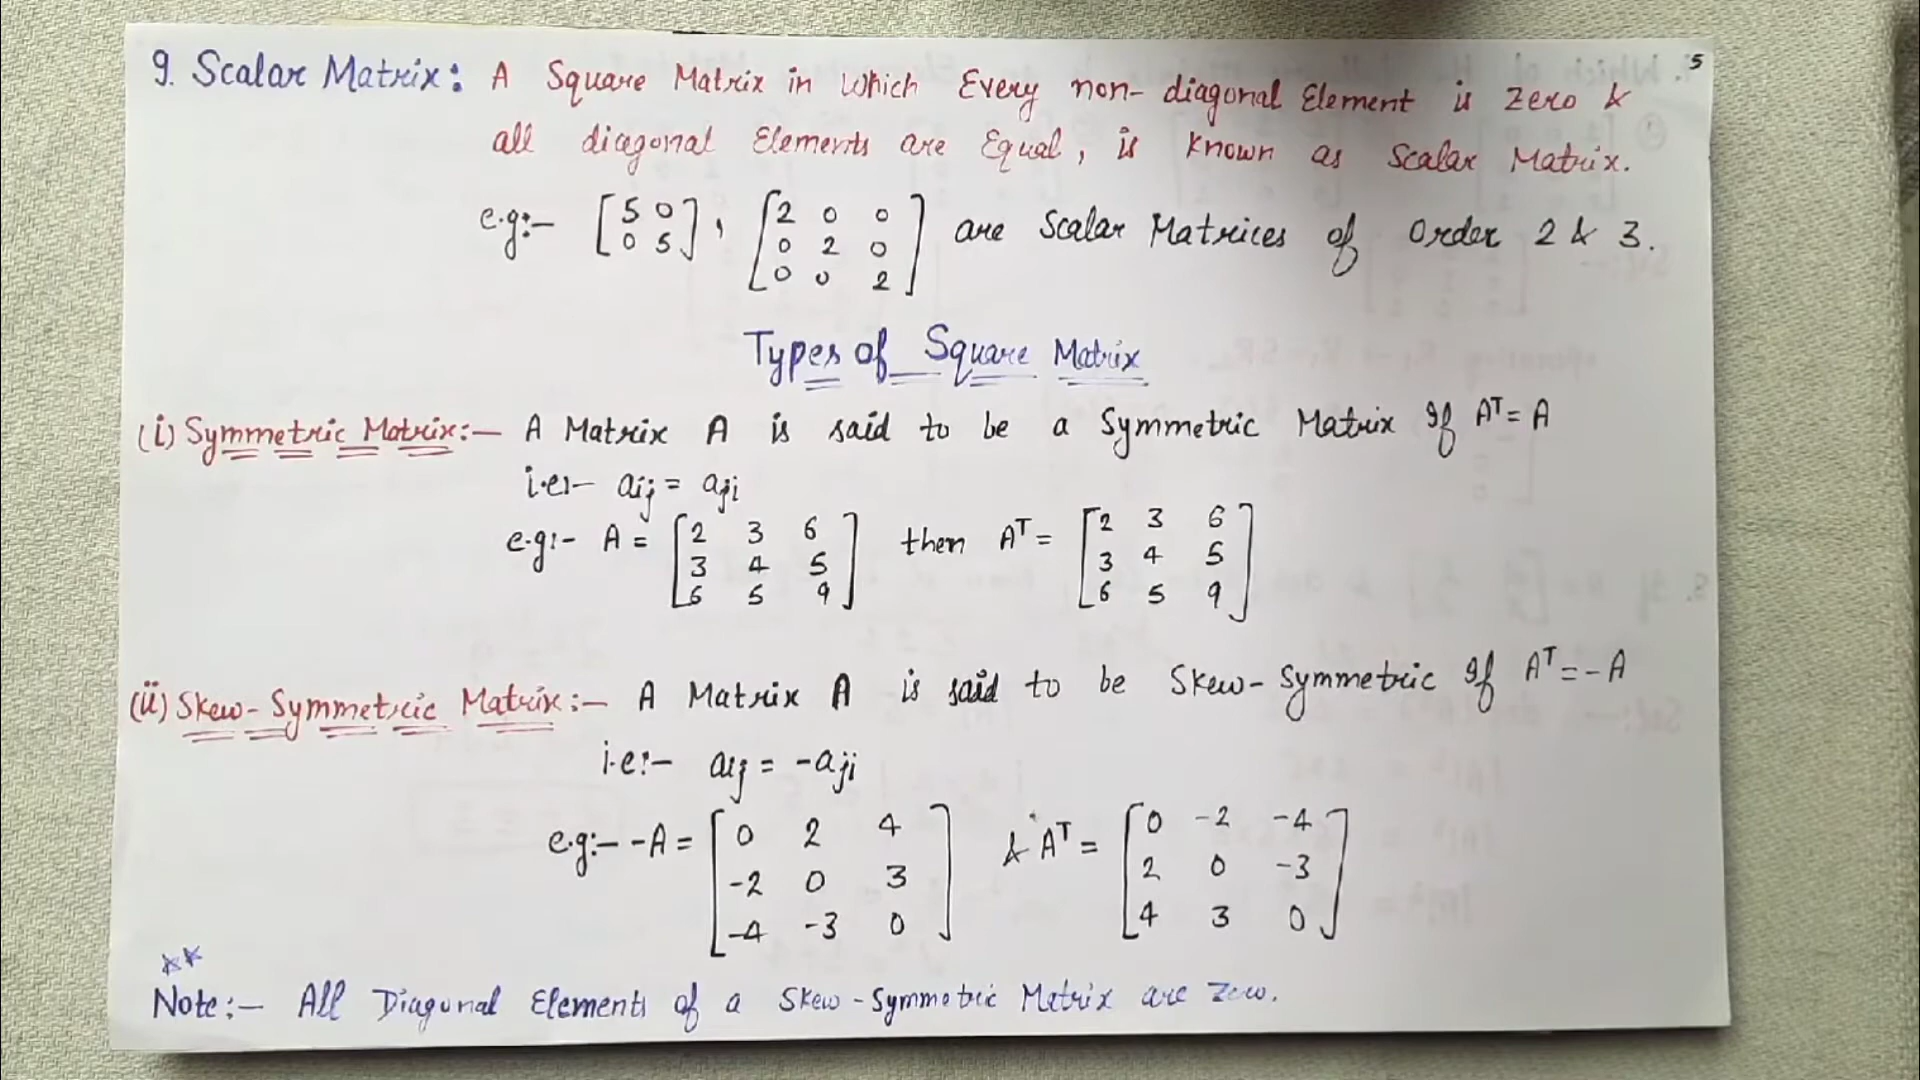 5
9. Scalar Matrix: A Square Matrix in which Every non-diagonal Element is zero &
all diagonal Elements are Equal, is known as Scalar Matrix.
e.g:- [5 0 , [2 0 0 are Scalar Matrices of order 2 & 3.
0 5] 0 2 0
0 0 2]
Types of Square Matrix
(i) Symmetric Matrix:- A Matrix A is said to be a Symmetric Matrix If Aᵀ = A
i.e:- aij = aji
e.g:- A = [2 3 6 then Aᵀ = [2 3 6
3 4 5 3 4 5
6 5 9] 6 5 9]
(ii) Skew-Symmetric Matrix:- A Matrix A is said to be Skew-Symmetric If Aᵀ = -A
i.e:- aij = -aji
e.g:- -A = [0 2 4 & Aᵀ = [0 -2 -4
-2 0 3 2 0 -3
-4 -3 0] 4 3 0]
**
Note:- All Diagonal Elements of a Skew-Symmetric Matrix are Zero.